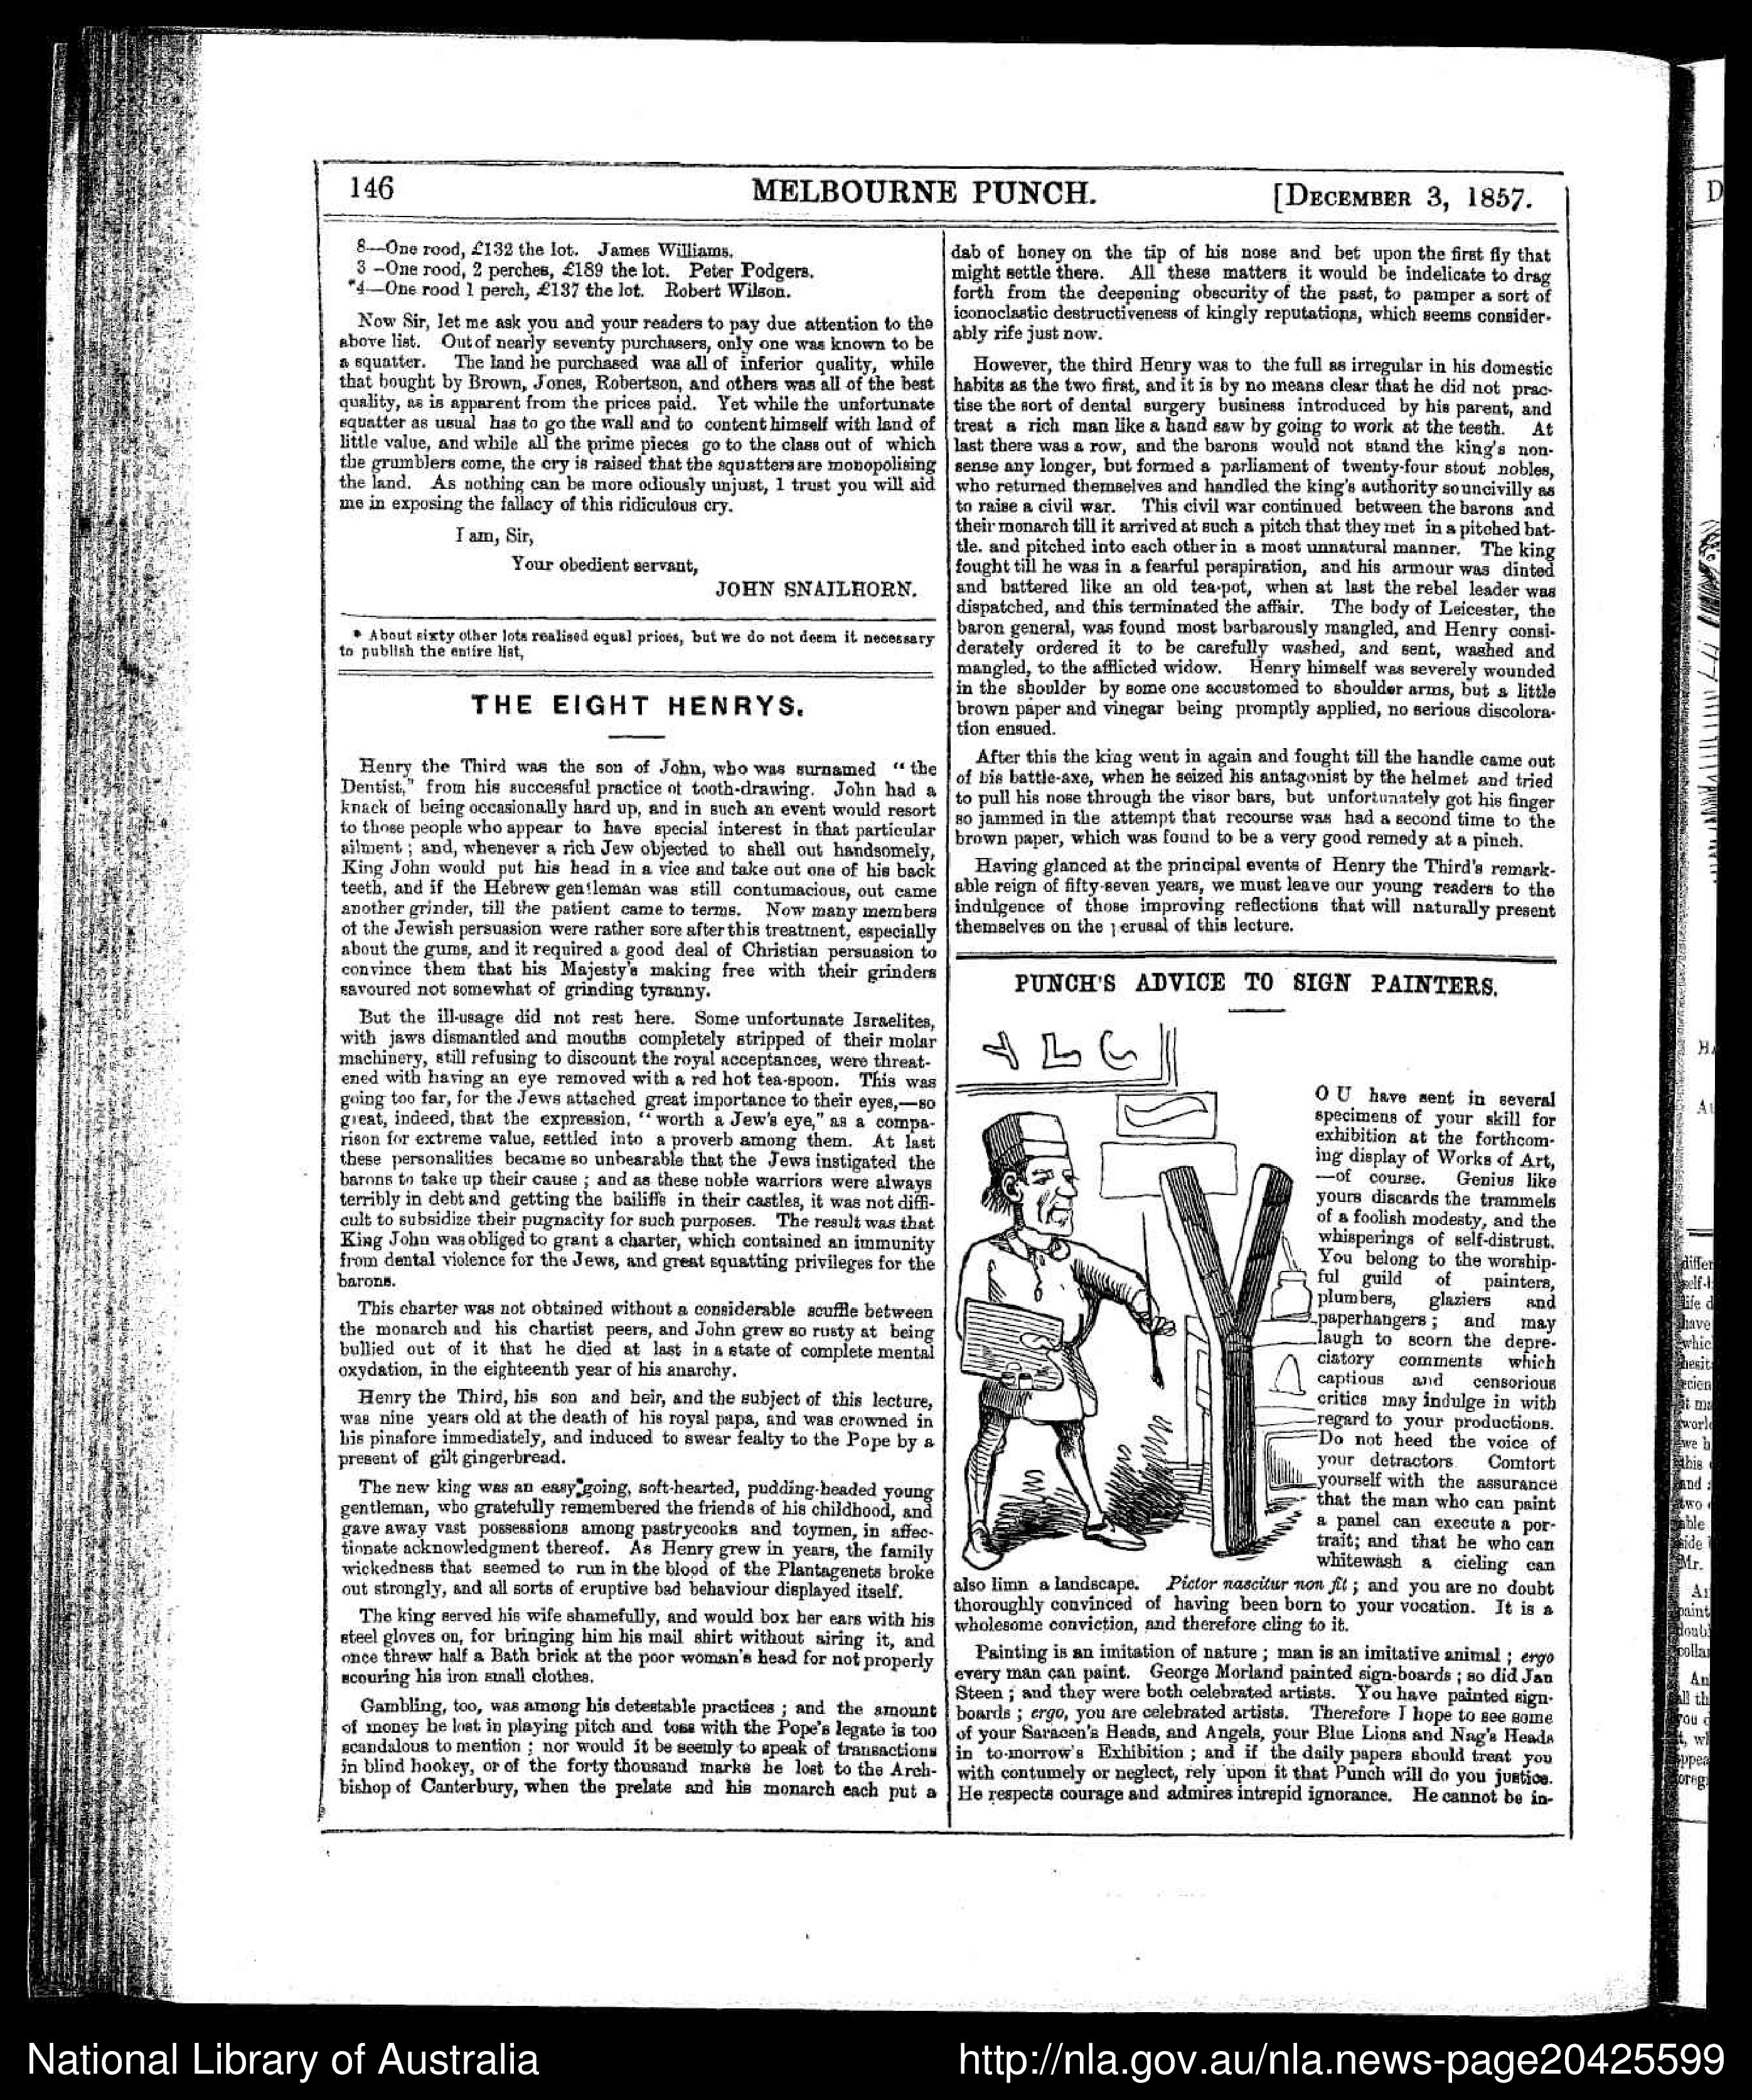 146
MELBOURNE PUNCH.
[DECEMBER 3, 1857.
8—One rood, £132 the lot. James Williams.
3 –One rood, 2 perches, £189 the lot. Peter Podgers.
*4—One rood 1 perch, £137 the lot. Robert Wilson.
Now Sir, let me ask you and your readers to pay due attention to the
above list. Out of nearly seventy purchasers, only one was known to be
a squatter. The land he purchased was all of inferior quality, while
that bought by Brown, Jones, Robertson, and others was all of the best
quality, as is apparent from the prices paid. Yet while the unfortunate
squatter as usual has to go the wall and to content himself with land of
little value, and while all the prime pieces go to the class out of which
the grumblers come, the cry is raised that the squatters are monopolising
the land. As nothing can be more odiously unjust, I trust you will aid
me in exposing the fallacy of this ridiculous cry.
I am, Sir,
Your obedient servant,
JOHN SNAILHORN.
* About sixty other lots realised equal prices, but we do not deem it necessary
to publish the entire list,
THE EIGHT HENRYS.
Henry the Third was the son of John, who was surnamed “the
Dentist,” from his successful practice of tooth-drawing. John had a
knack of being occasionally hard up, and in such an event would resort
to those people who appear to have special interest in that particular
ailment ; and, whenever a rich Jew objected to shell out handsomely,
King John would put his head in a vice and take out one of his back
teeth, and if the Hebrew gentleman was still contumacious, out came
another grinder, till the patient came to terms. Now many members
of the Jewish persuasion were rather sore after this treatment, especially
about the gums, and it required a good deal of Christian persuasion to
convince them that his Majesty's making free with their grinders
savoured not somewhat of grinding tyranny.
But the ill-usage did not rest here. Some unfortunate Israelites,
with jaws dismantled and mouths completely stripped of their molar
machinery, still refusing to discount the royal acceptances, were threat-
ened with having an eye removed with a red hot tea-spoon. This was
going too far, for the Jews attached great importance to their eyes,—so
great, indeed, that the expression, “worth a Jew's eye,” as a compa-
rison for extreme value, settled into a proverb among them. At last
these personalities became so unbearable that the Jews instigated the
barons to take up their cause ; and as these noble warriors were always
terribly in debt and getting the bailiffs in their castles, it was not diffi-
cult to subsidize their pugnacity for such purposes. The result was that
King John was obliged to grant a charter, which contained an immunity
from dental violence for the Jews, and great squatting privileges for the
barons.
This charter was not obtained without a considerable scuffle between
the monarch and his chartist peers, and John grew so rusty at being
bullied out of it that he died at last in a state of complete mental
oxydation, in the eighteenth year of his anarchy.
Henry the Third, his son and heir, and the subject of this lecture,
was nine years old at the death of his royal papa, and was crowned in
his pinafore immediately, and induced to swear fealty to the Pope by a
present of gilt gingerbread.
The new king was an easy going, soft-hearted, pudding-headed young
gentleman, who gratefully remembered the friends of his childhood, and
gave away vast possessions among pastrycooks and toymen, in affec-
tionate acknowledgment thereof. As Henry grew in years, the family
wickedness that seemed to run in the blood of the Plantagenets broke
out strongly, and all sorts of eruptive bad behaviour displayed itself.
The king served his wife shamefully, and would box her ears with his
steel gloves on, for bringing him his mail shirt without airing it, and
once threw half a Bath brick at the poor woman's head for not properly
scouring his iron small clothes.
Gambling, too, was among his detestable practices ; and the amount
of money he lost in playing pitch and toss with the Pope's legate is too
scandalous to mention ; nor would it be seemly to speak of transactions
in blind hookey, or of the forty thousand marks he lost to the Arch-
bishop of Canterbury, when the prelate and his monarch each put a
dab of honey on the tip of his nose and bet upon the first fly that
might settle there. All these matters it would be indelicate to drag
forth from the deepening obscurity of the past, to pamper a sort of
iconoclastic destructiveness of kingly reputations, which seems consider-
ably rife just now.
However, the third Henry was to the full as irregular in his domestic
habits as the two first, and it is by no means clear that he did not prac-
tise the sort of dental surgery business introduced by his parent, and
treat a rich man like a hand saw by going to work at the teeth. At
last there was a row, and the barons would not stand the king's non-
sense any longer, but formed a parliament of twenty-four stout nobles,
who returned themselves and handled the king's authority so uncivilly as
to raise a civil war. This civil war continued between the barons and
their monarch till it arrived at such a pitch that they met in a pitched bat-
tle. and pitched into each other in a most unnatural manner. The king
fought till he was in a fearful perspiration, and his armour was dinted
and battered like an old tea-pot, when at last the rebel leader was
dispatched, and this terminated the affair. The body of Leicester, the
baron general, was found most barbarously mangled, and Henry consi-
derately ordered it to be carefully washed, and sent, washed and
mangled, to the afflicted widow. Henry himself was severely wounded
in the shoulder by some one accustomed to shoulder arms, but a little
brown paper and vinegar being promptly applied, no serious discolora-
tion ensued.
After this the king went in again and fought till the handle came out
of his battle-axe, when he seized his antagonist by the helmet and tried
to pull his nose through the visor bars, but unfortunately got his finger
so jammed in the attempt that recourse was had a second time to the
brown paper, which was found to be a very good remedy at a pinch.
Having glanced at the principal events of Henry the Third's remark-
able reign of fifty-seven years, we must leave our young readers to the
indulgence of those improving reflections that will naturally present
themselves on the perusal of this lecture.
PUNCH'S ADVICE TO SIGN PAINTERS.
Y
OU have sent in several
specimens of your skill for
exhibition at the forthcom-
ing display of Works of Art,
—of course. Genius like
yours discards the trammels
of a foolish modesty, and the
whisperings of self-distrust.
You belong to the worship-
ful guild of painters,
plumbers, glaziers and
paperhangers ; and may
laugh to scorn the depre-
ciatory comments which
captious and censorious
critics may indulge in with
regard to your productions.
Do not heed the voice of
your detractors Comfort
yourself with the assurance
that the man who can paint
a panel can execute a por-
trait; and that he who can
whitewash a cieling can
also limn a landscape. Pictor nascitur non fit ; and you are no doubt
thoroughly convinced of having been born to your vocation. It is a
wholesome conviction, and therefore cling to it.
Painting is an imitation of nature ; man is an imitative animal ; ergo
every man can paint. George Morland painted sign-boards ; so did Jan
Steen ; and they were both celebrated artists. You have painted sign-
boards ; ergo, you are celebrated artists. Therefore I hope to see some
of your Saracen's Heads, and Angels, your Blue Lions and Nag's Heads
in to-morrow's Exhibition ; and if the daily papers should treat you
with contumely or neglect, rely upon it that Punch will do you justice.
He respects courage and admires intrepid ignorance. He cannot be in-
National Library of Australia
http://nla.gov.au/nla.news-page20425599